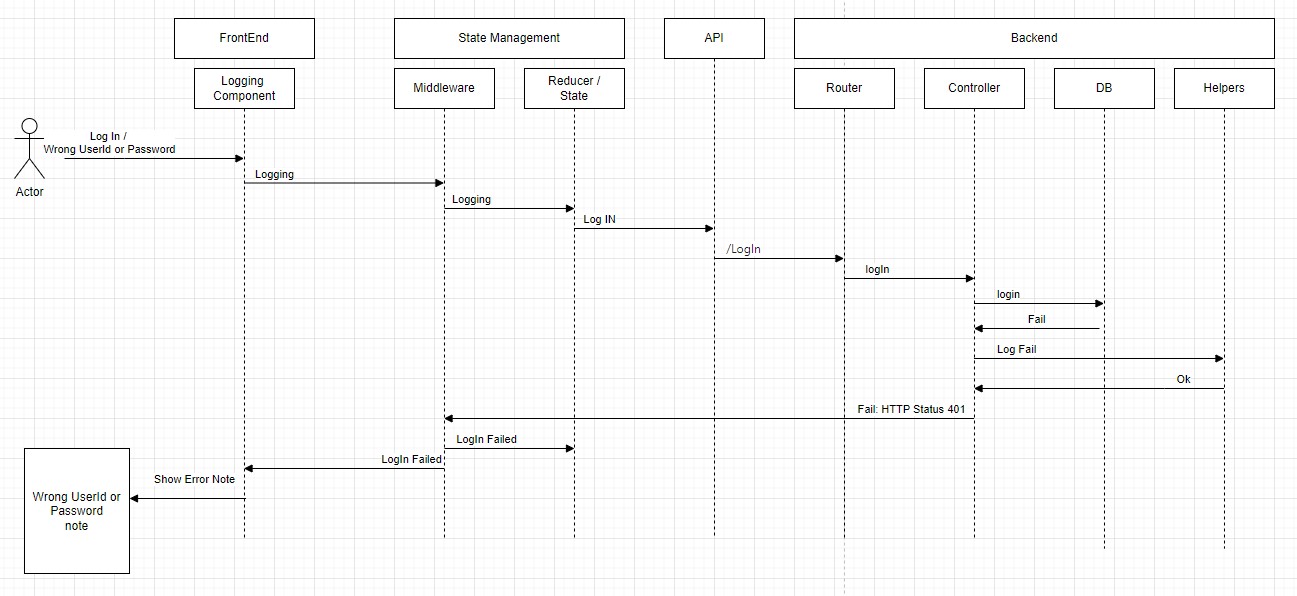 FrontEnd
State Management
API
Backend
Logging
Component
Middleware
Reducer /
State
Router
Controller
DB
Helpers
Log In /
Wrong UserId or Password
Actor
Logging
Logging
Log IN
/LogIn
logIn
login
Fail
Log Fail
Ok
Fail: HTTP Status 401
LogIn Failed
LogIn Failed
Show Error Note
Wrong UserId or
Password
note